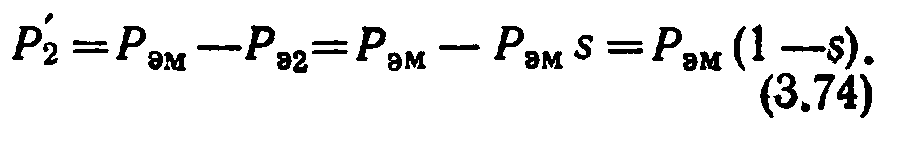 P′₂ = Pэм — Pэ2 = Pэм — Pэм s = Pэм (1 — s).
(3.74)